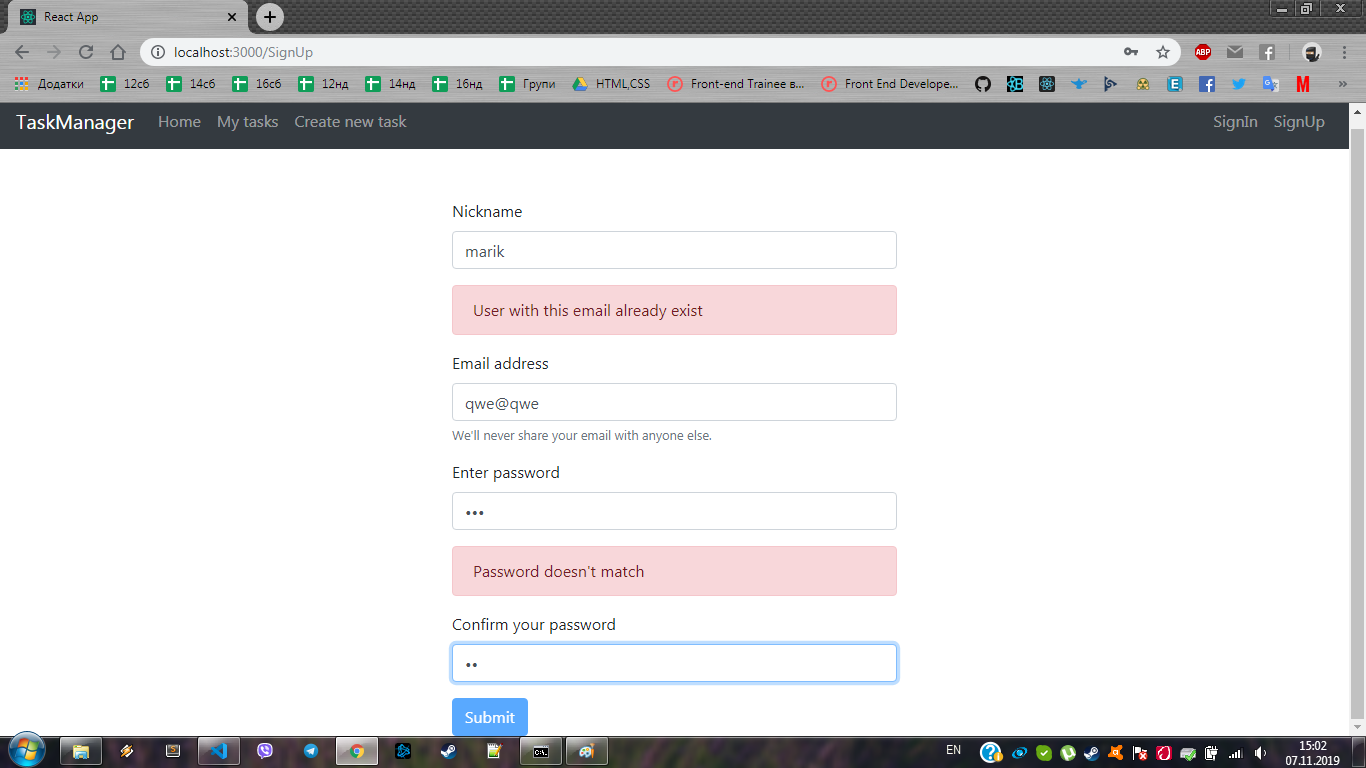 React App
localhost:3000/SignUp
ABP
Додатки 12сб 14сб 16сб 12нд 14нд 16нд Групи HTML,CSS Front-end Trainee в... Front End Develope... »
TaskManager Home My tasks Create new task SignIn SignUp
Nickname
marik
User with this email already exist
Email address
qwe@qwe
We'll never share your email with anyone else.
Enter password
•••
Password doesn't match
Confirm your password
••
Submit
EN
15:02
07.11.2019